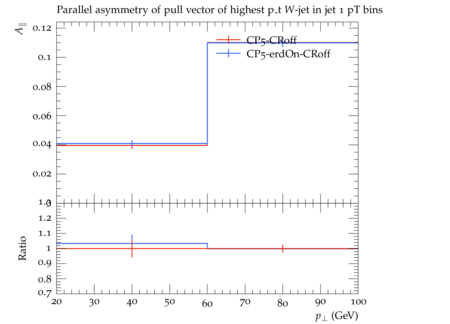 Parallel asymmetry of pull vector of highest p_t W-jet in jet 1 pT bins
A∥
CP5-CRoff
CP5-erdOn-CRoff
0.12
0.1
0.08
0.06
0.04
0.02
0
1.3
1.2
1.1
1
0.9
0.8
0.7
Ratio
20 30 40 50 60 70 80 90 100
p⊥ (GeV)